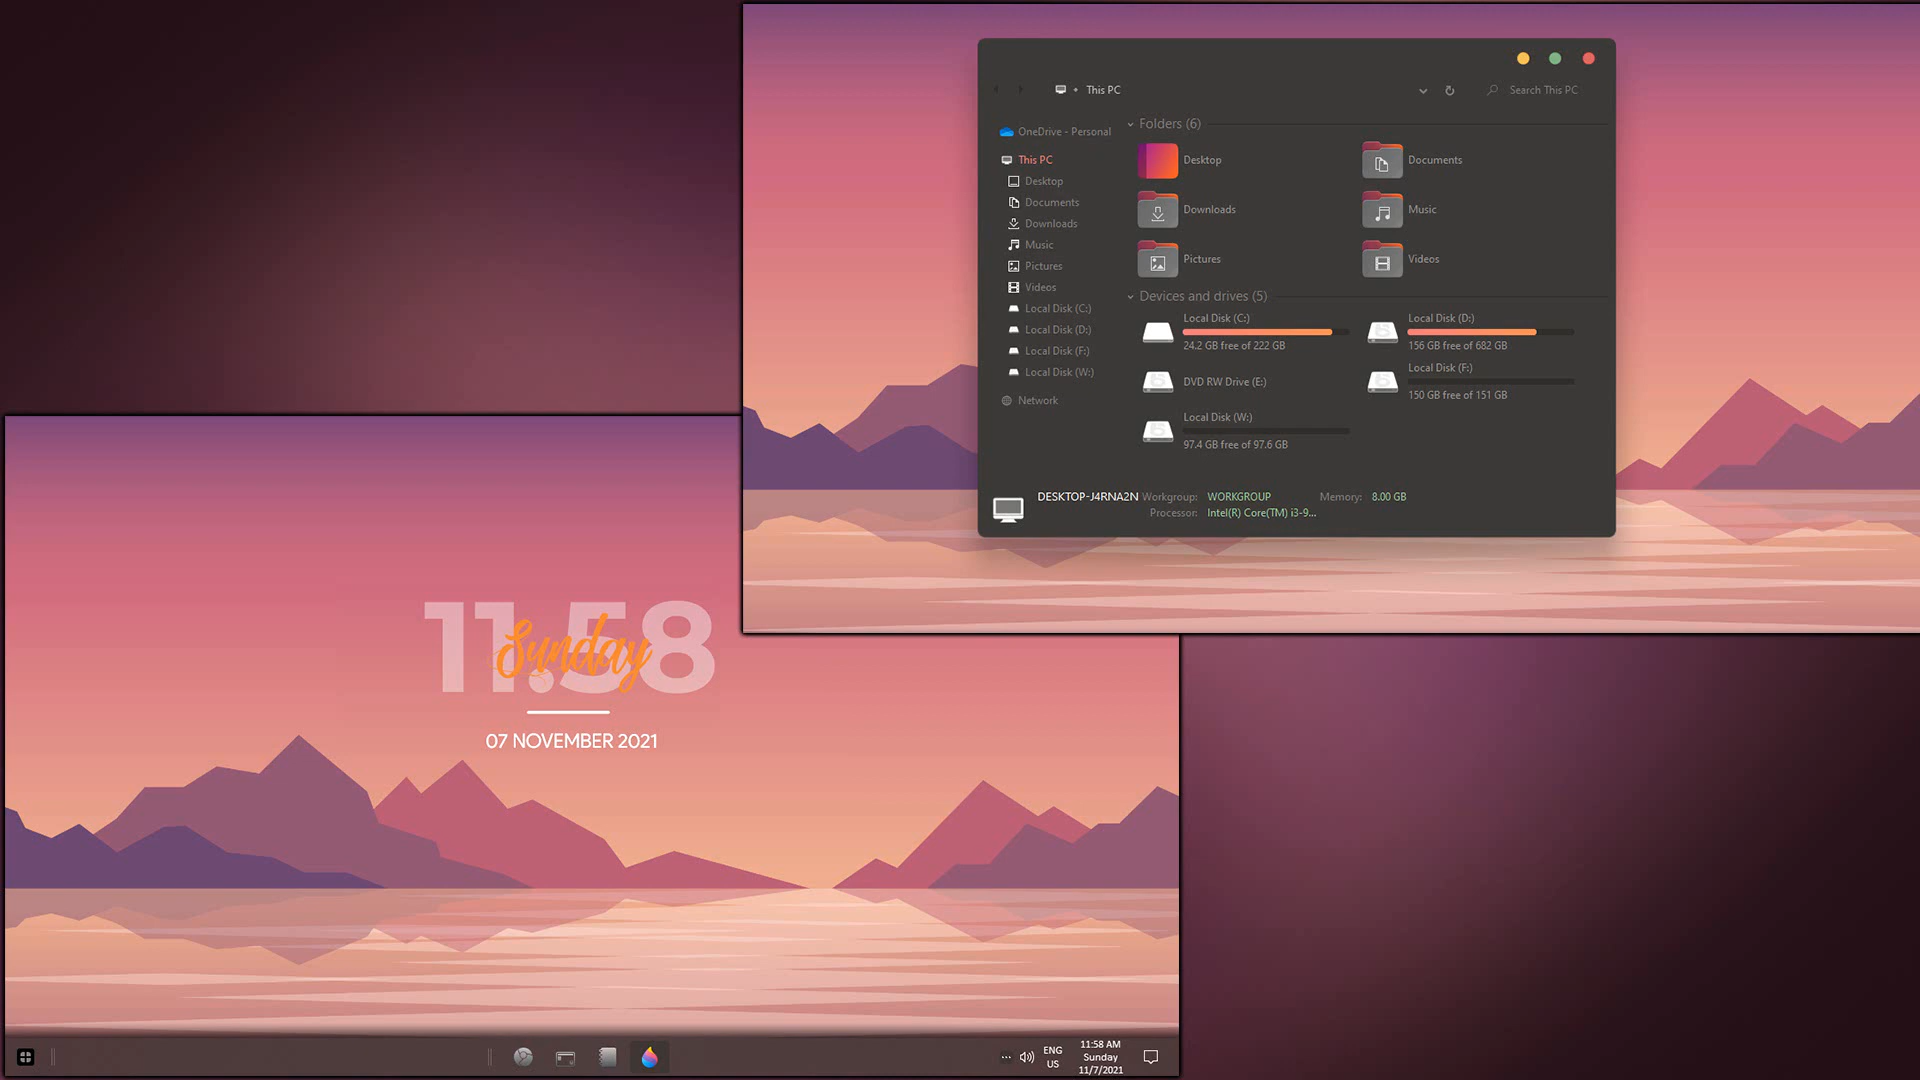 This PC
Search This PC
OneDrive - Personal
This PC
Desktop
Documents
Downloads
Music
Pictures
Videos
Local Disk (C:)
Local Disk (D:)
Local Disk (F:)
Local Disk (W:)
Network
Folders (6)
Desktop
Documents
Downloads
Music
Pictures
Videos
Devices and drives (5)
Local Disk (C:)
24.2 GB free of 222 GB
Local Disk (D:)
156 GB free of 682 GB
DVD RW Drive (E:)
Local Disk (F:)
150 GB free of 151 GB
Local Disk (W:)
97.4 GB free of 97.6 GB
DESKTOP-J4RNA2N Workgroup: WORKGROUP Memory: 8.00 GB
Processor: Intel(R) Core(TM) i3-9...
11.58
Sunday
07 NOVEMBER 2021
ENG
US
11:58 AM
Sunday
11/7/2021